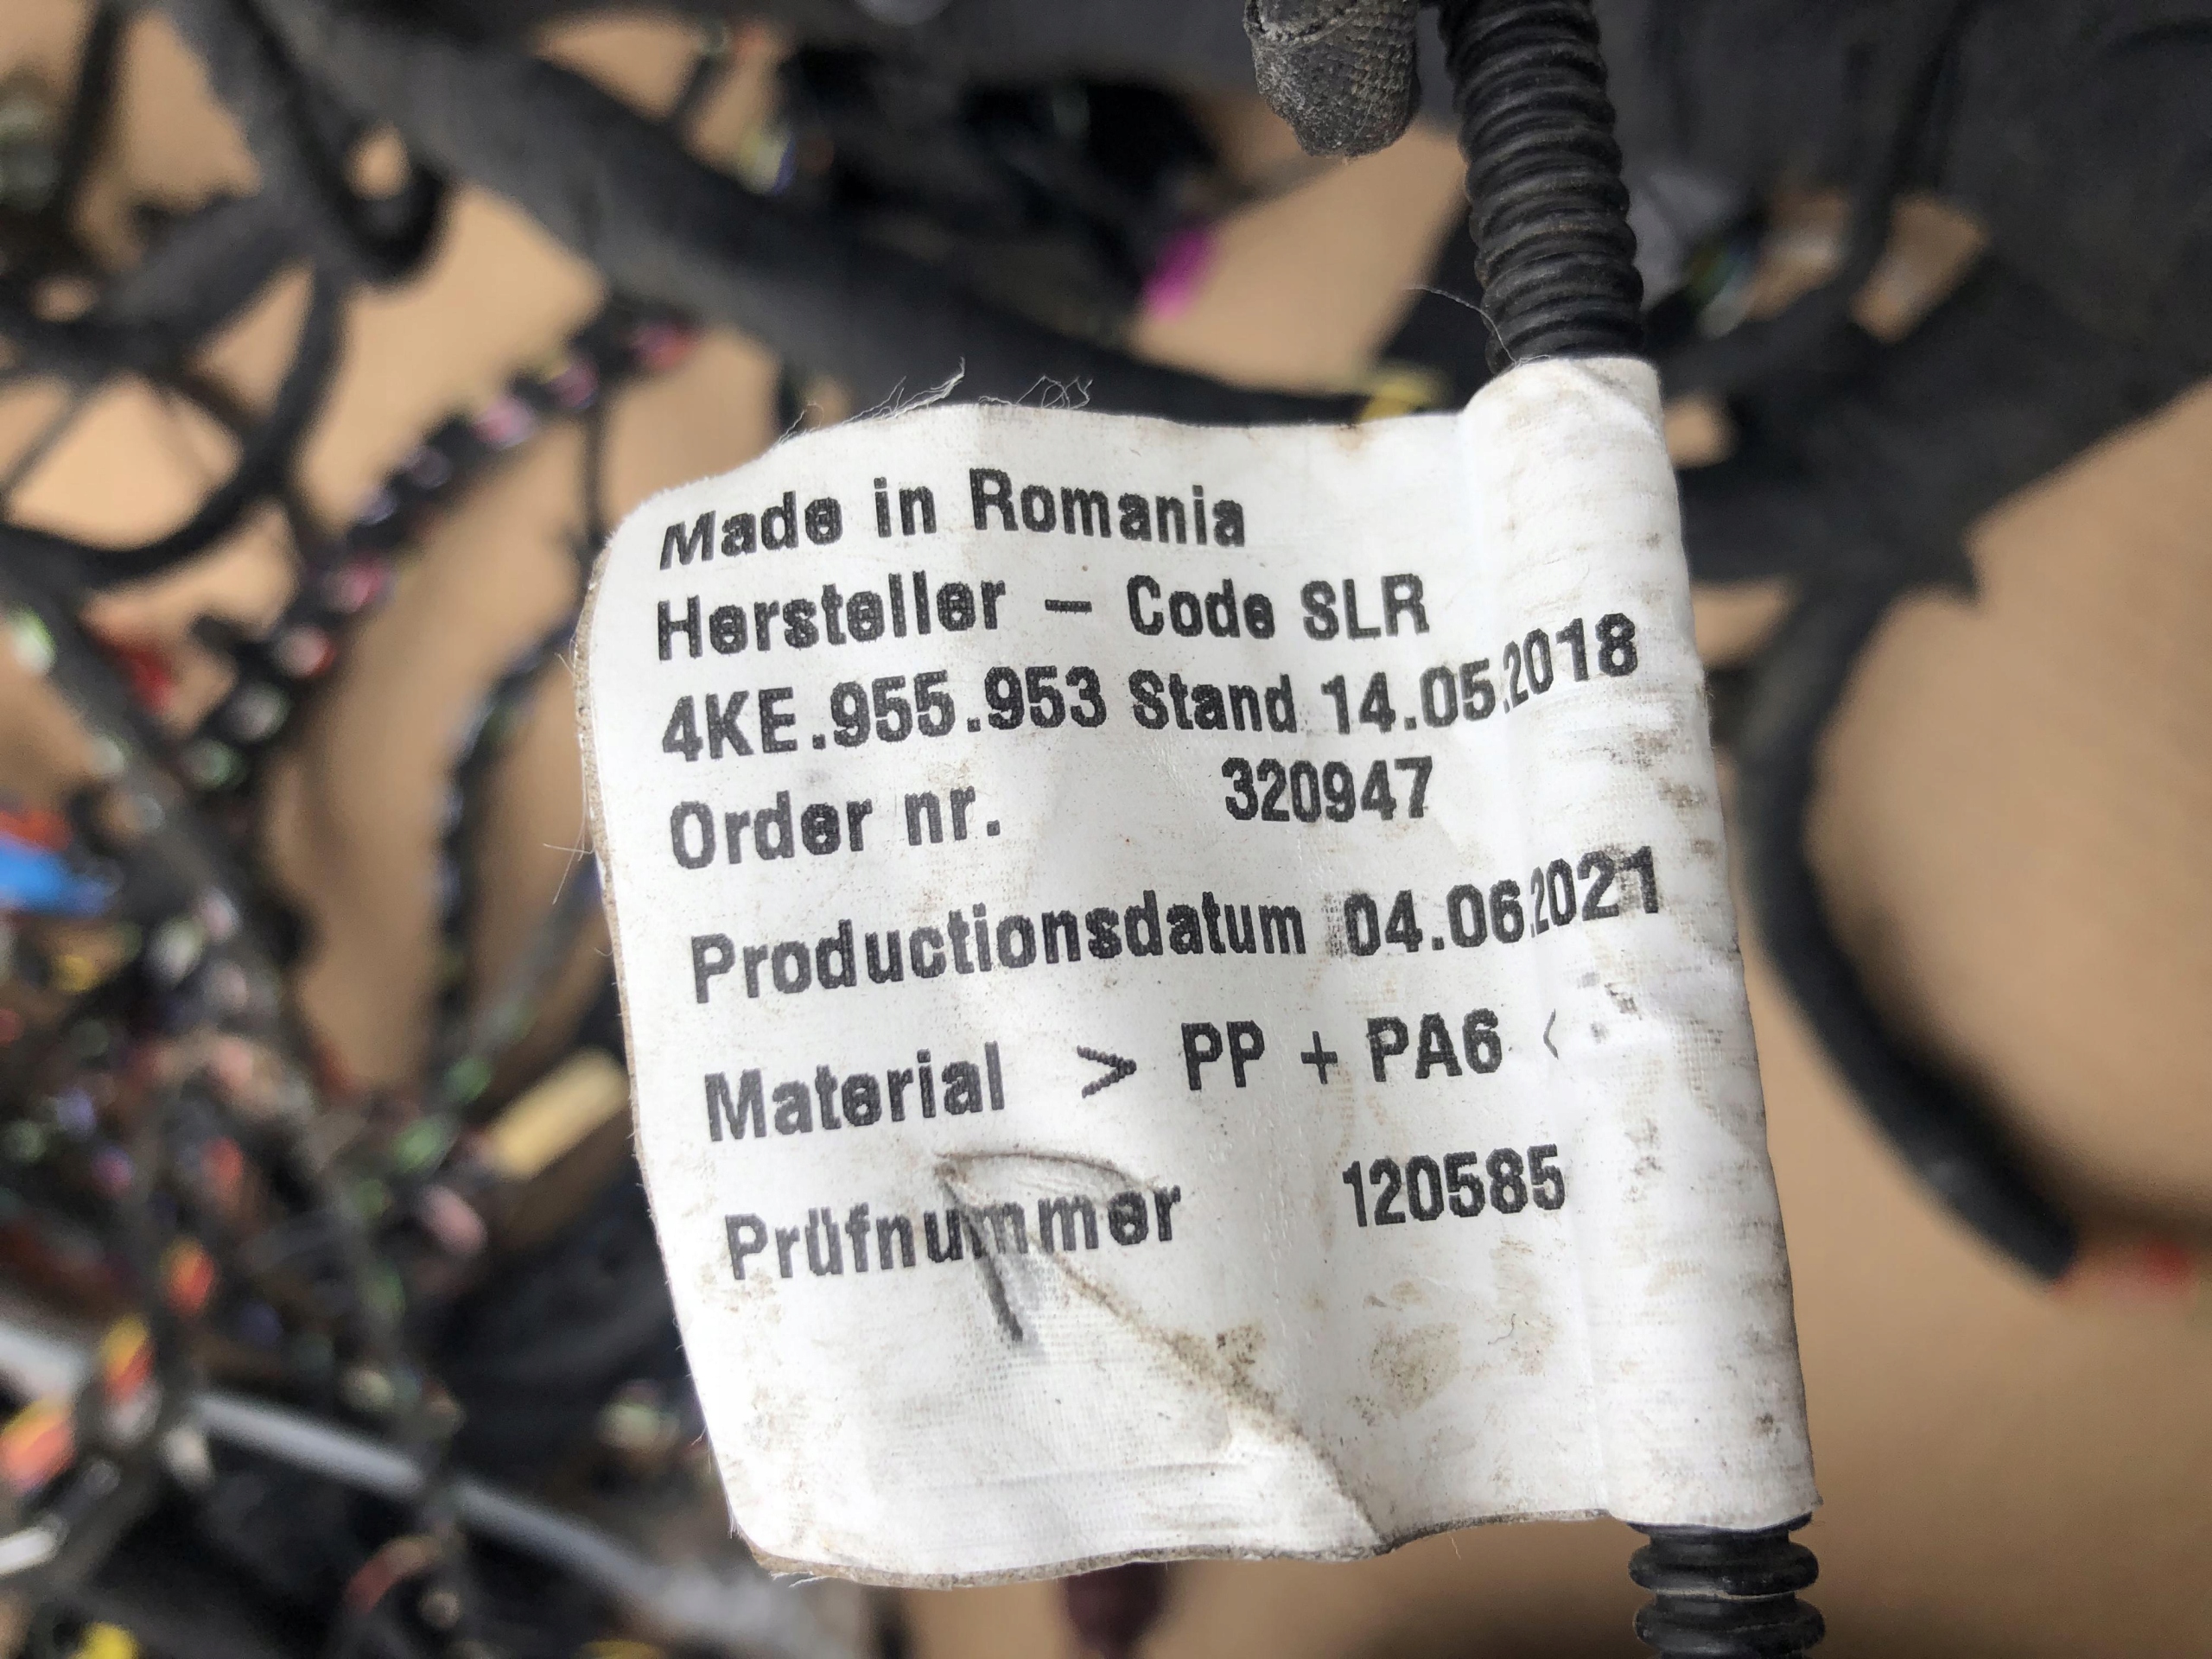 Made in Romania
Hersteller – Code SLR
4KE.955.953 Stand 14.05.2018
Order nr. 320947
Productionsdatum 04.06.2021
Material > PP + PA6 <
Prüfnummer 120585